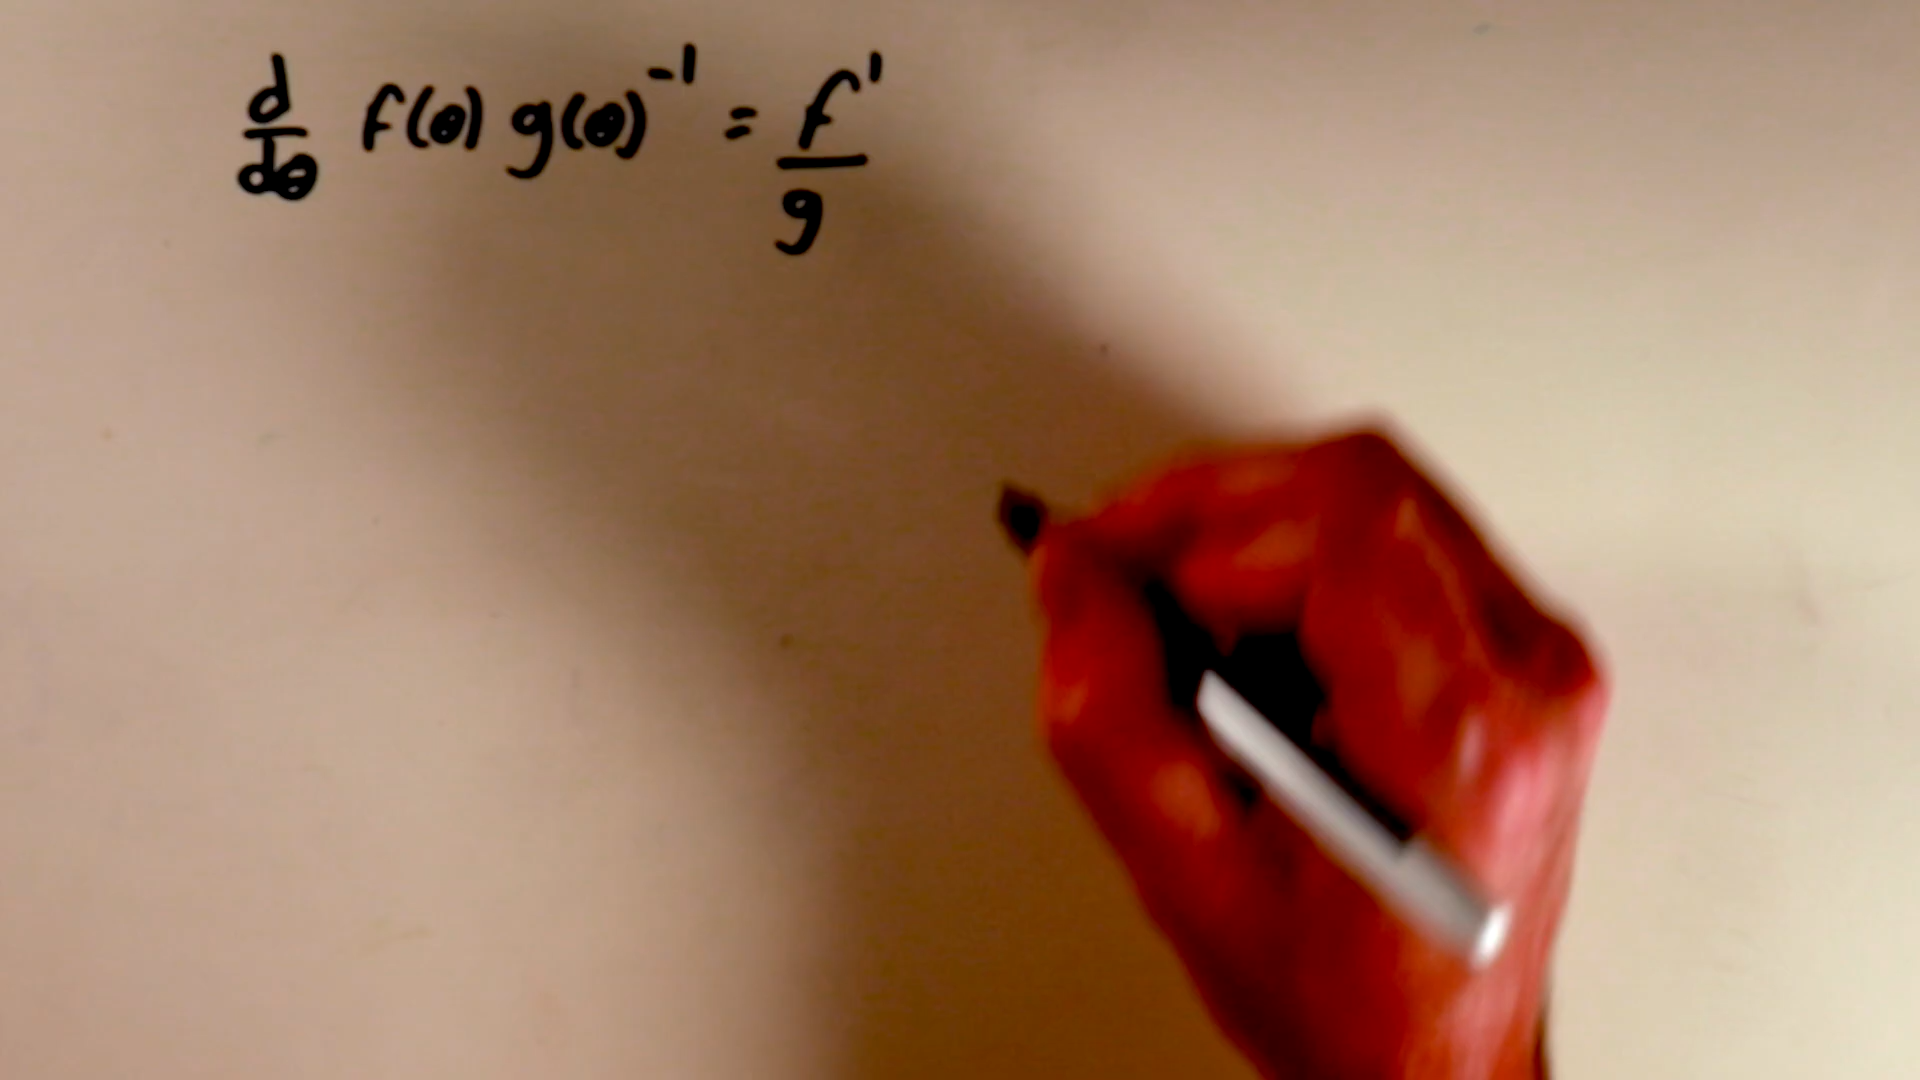 d/dθ f(θ) g(θ)⁻¹ = f'/g